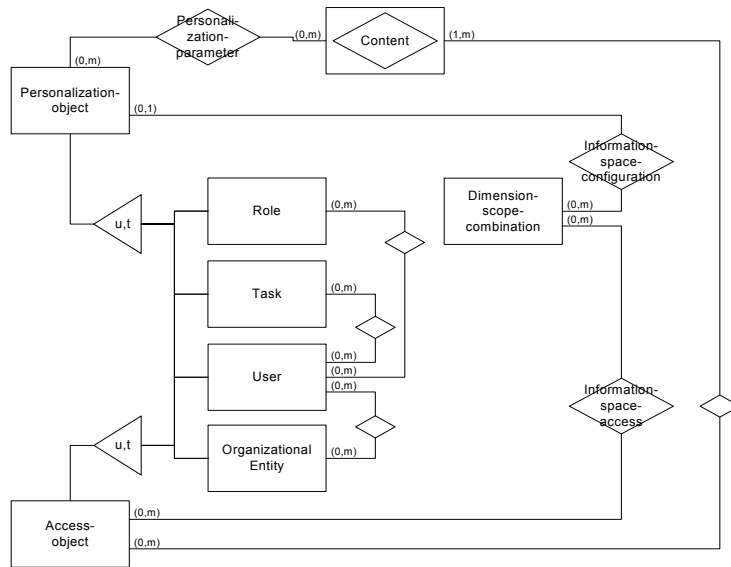 Personali-
zation-
parameter
(0,m)
Content
(1,m)
(0,m)
Personalization-
object
(0,1)
Information-
space-
configuration
Role
(0,m)
Dimension-
scope-
combination
(0,m)
(0,m)
u,t
Task
(0,m)
User
(0,m)
(0,m)
(0,m)
Information-
space-
access
u,t
Organizational
Entity
(0,m)
Access-
object
(0,m)
(0,m)